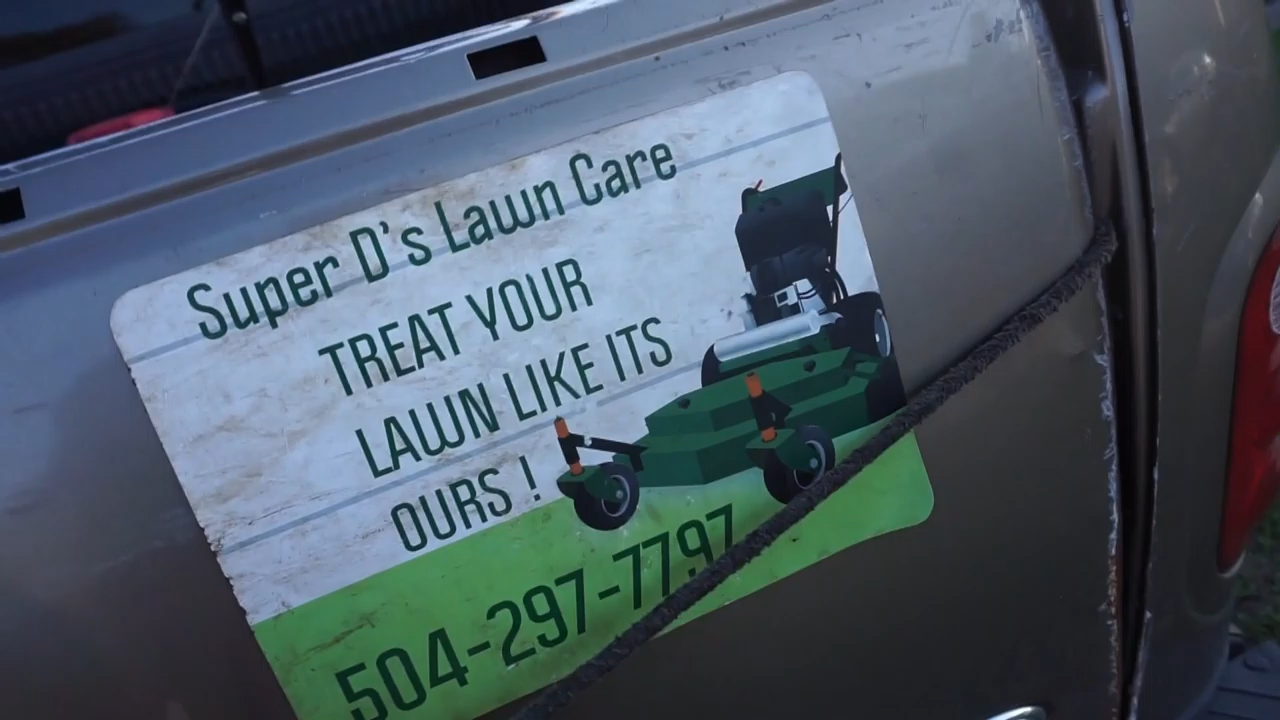 Super D's Lawn Care
TREAT YOUR
LAWN LIKE ITS
OURS !
504-297-7797